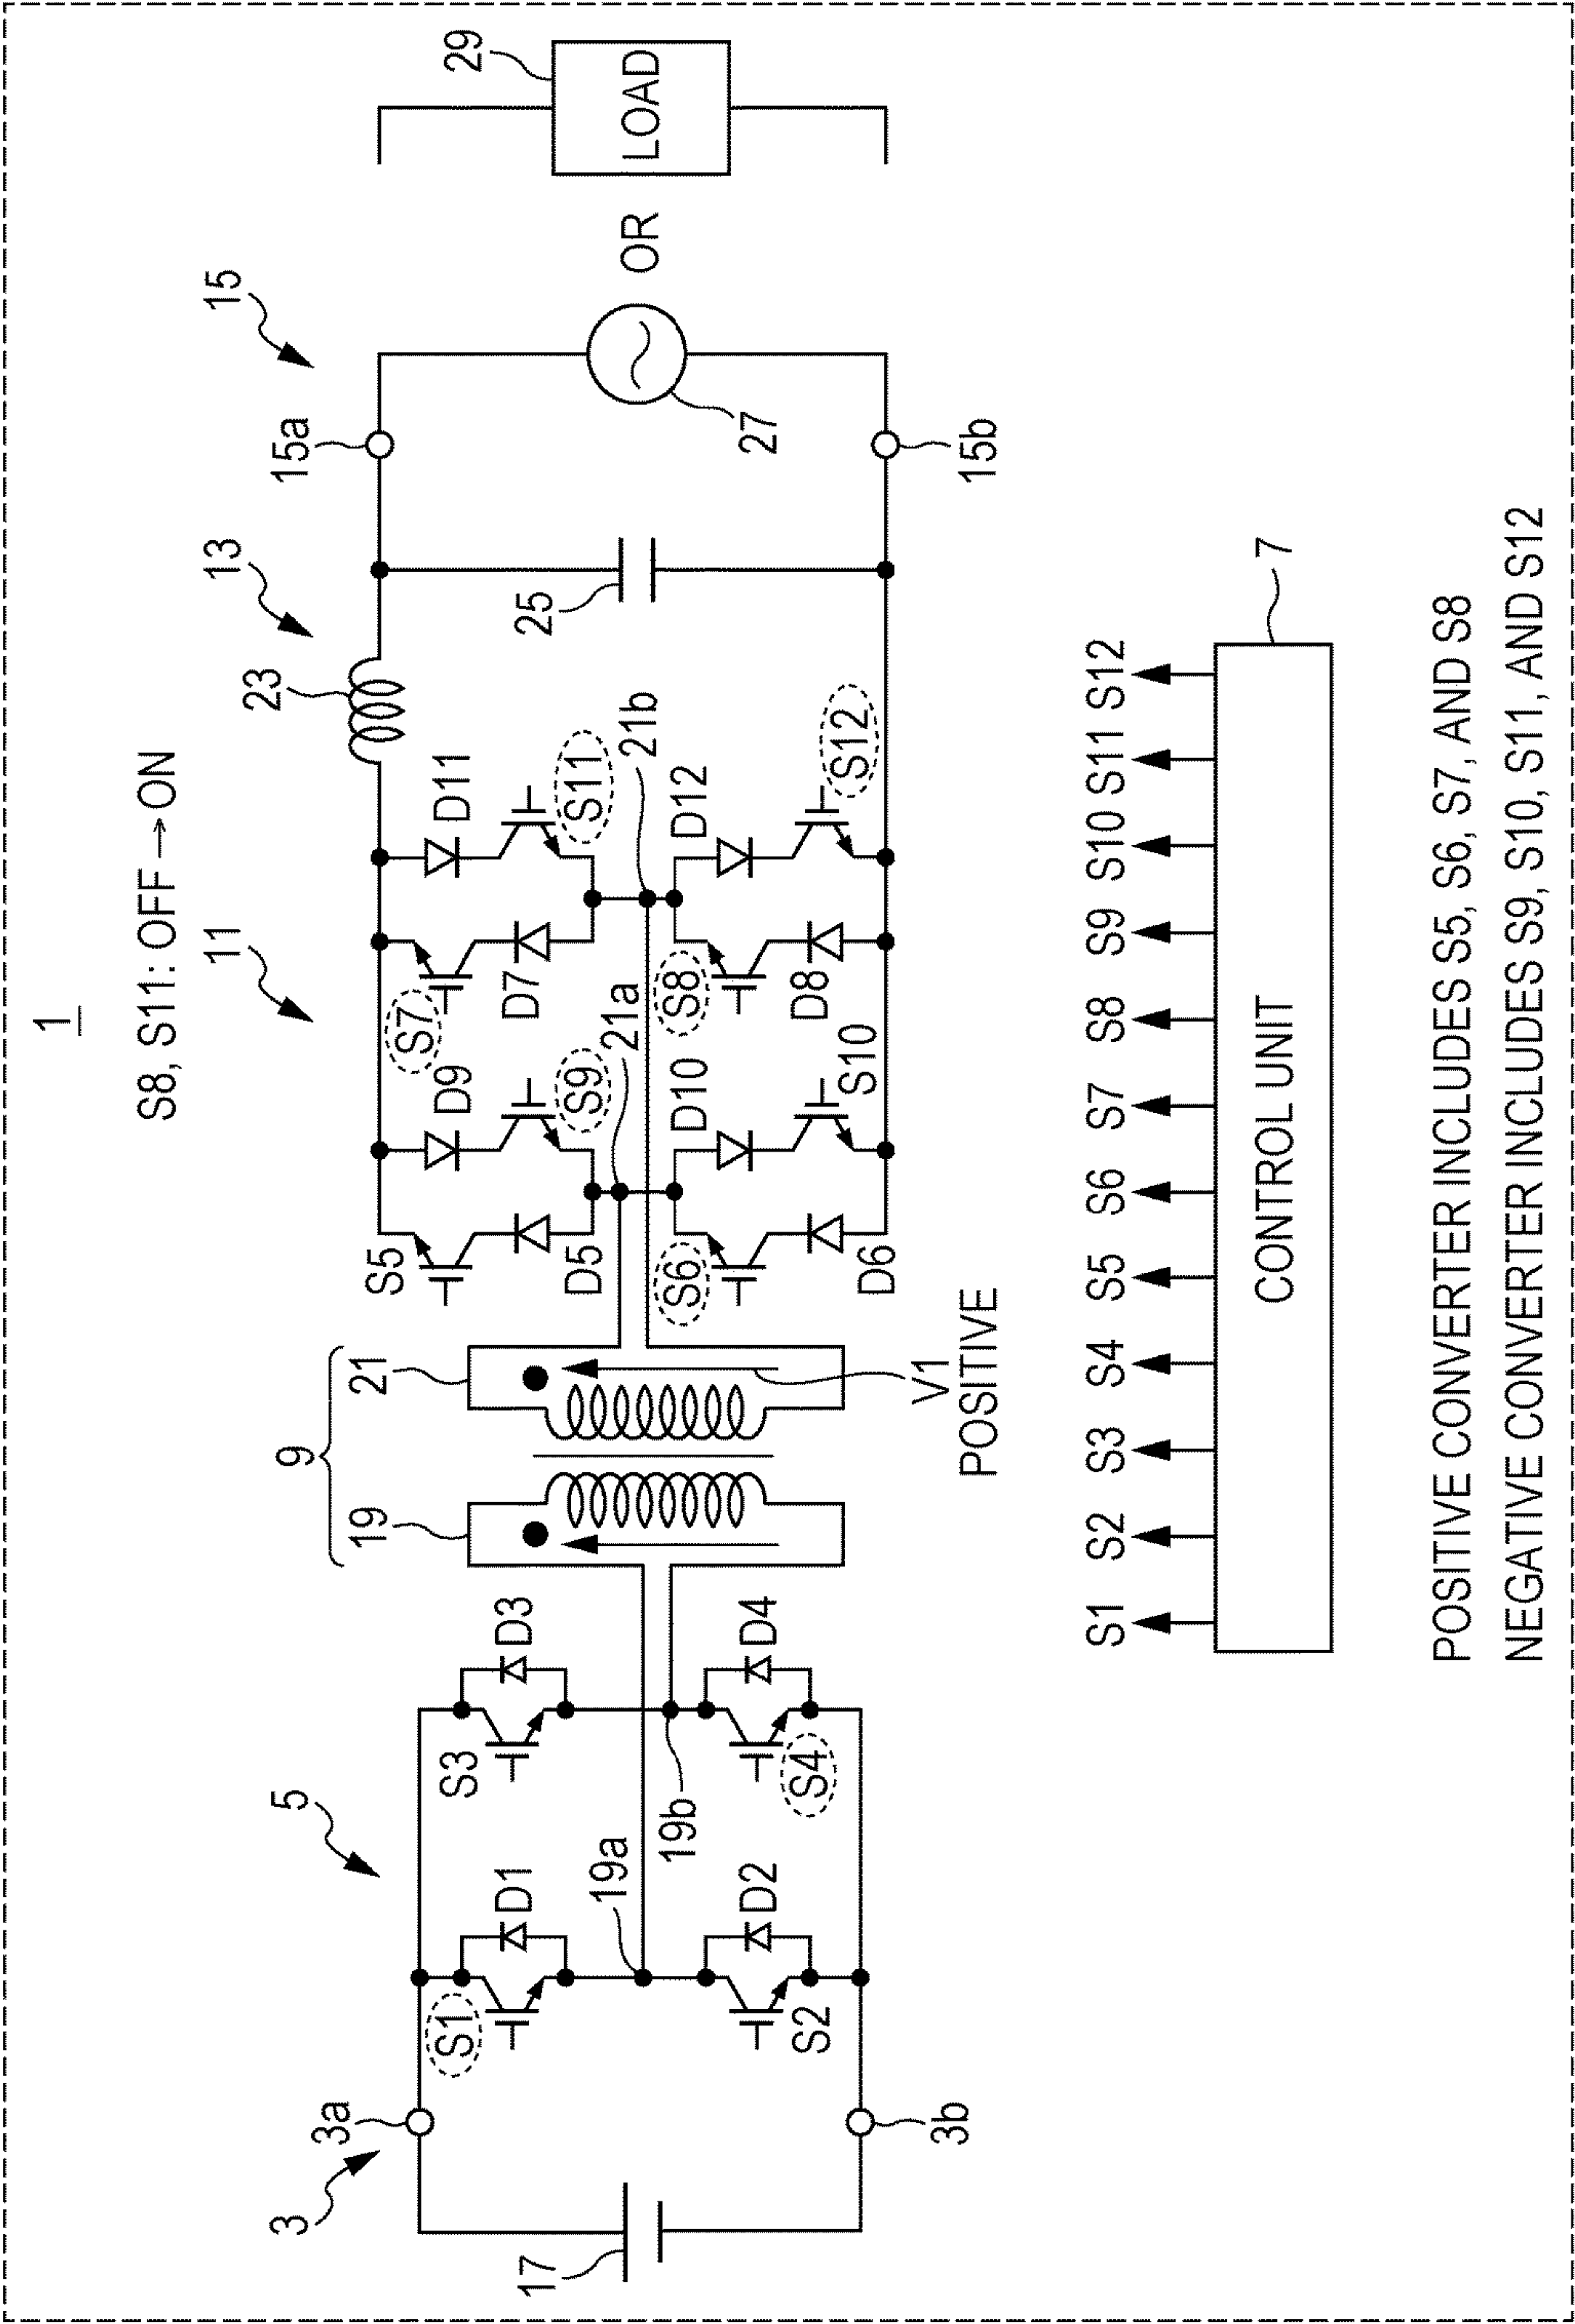 1
S8, S11: OFF → ON
3
3a
3b
17
5
S1
D1
S2
D2
S3
D3
S4
D4
19a
19b
9
19
21
V1
POSITIVE
11
S5
D5
S6
D6
D9
S9
D10
S10
21a
S7
D7
S8
D8
D11
S11
D12
S12
21b
13
23
25
15
15a
15b
27
OR
LOAD
29
S1 S2 S3 S4 S5 S6 S7 S8 S9 S10 S11 S12
CONTROL UNIT
7
POSITIVE CONVERTER INCLUDES S5, S6, S7, AND S8
NEGATIVE CONVERTER INCLUDES S9, S10, S11, AND S12